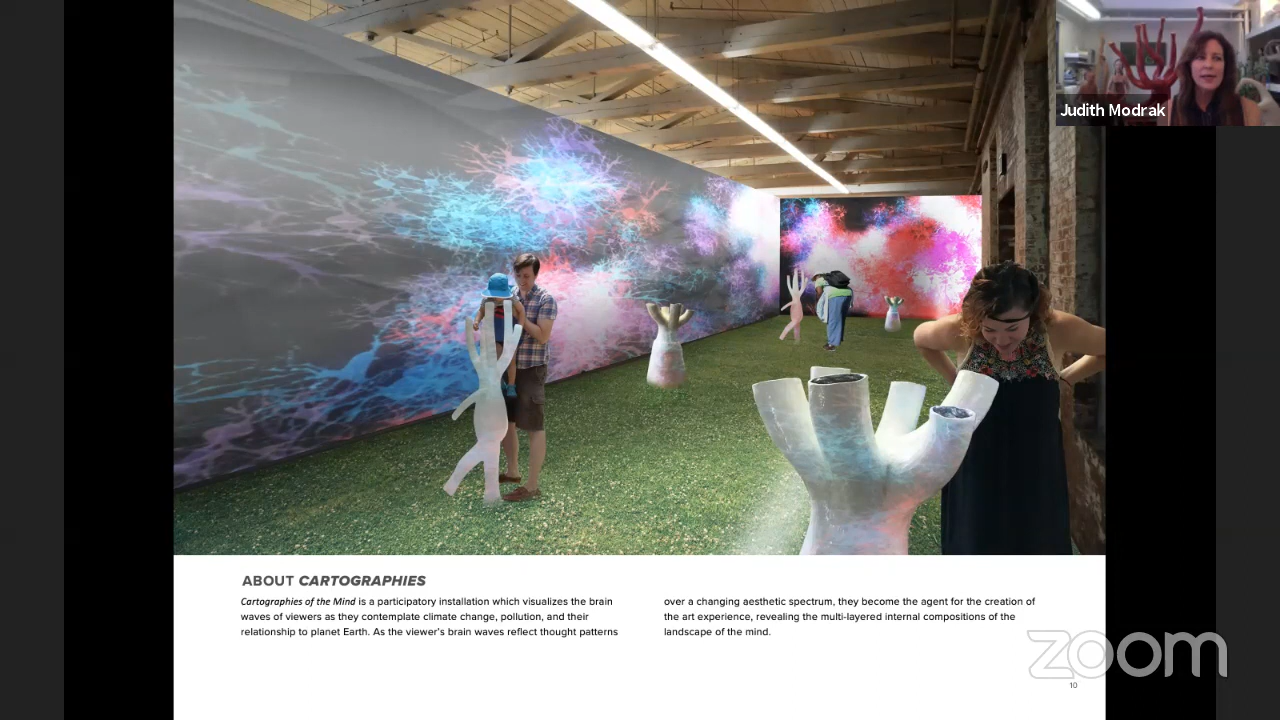 Judith Modrak
ABOUT CARTOGRAPHIES
Cartographies of the Mind is a participatory installation which visualizes the brain
waves of viewers as they contemplate climate change, pollution, and their
relationship to planet Earth. As the viewer's brain waves reflect thought patterns
over a changing aesthetic spectrum, they become the agent for the creation of
the art experience, revealing the multi-layered internal compositions of the
landscape of the mind.
zoom
10